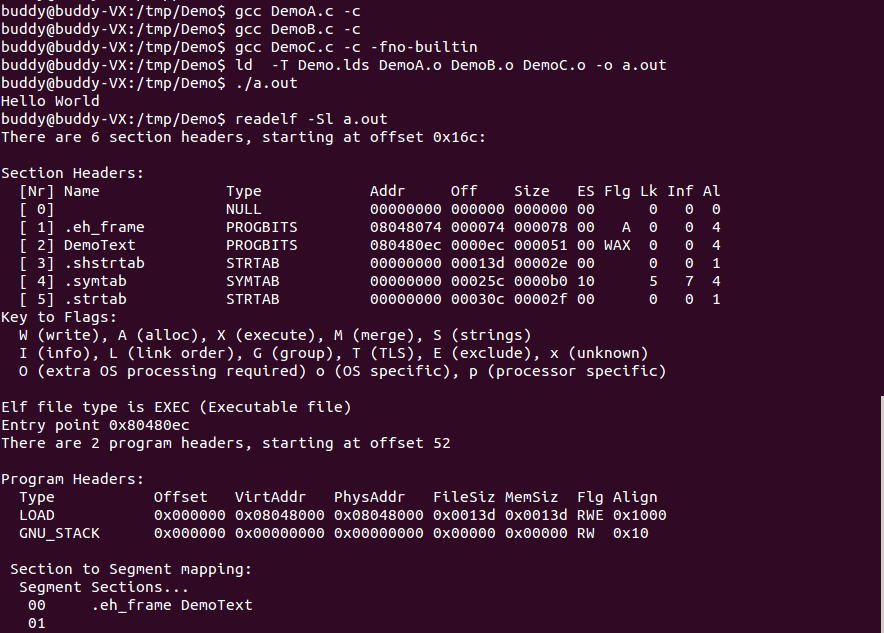 buddy@buddy-VX:/tmp/Demo$ gcc DemoA.c -c
buddy@buddy-VX:/tmp/Demo$ gcc DemoB.c -c
buddy@buddy-VX:/tmp/Demo$ gcc DemoC.c -c -fno-builtin
buddy@buddy-VX:/tmp/Demo$ ld  -T Demo.lds DemoA.o DemoB.o DemoC.o -o a.out
buddy@buddy-VX:/tmp/Demo$ ./a.out
Hello World
buddy@buddy-VX:/tmp/Demo$ readelf -Sl a.out
There are 6 section headers, starting at offset 0x16c:

Section Headers:
  [Nr] Name              Type            Addr     Off    Size   ES Flg Lk Inf Al
  [ 0]                   NULL            00000000 000000 000000 00      0   0  0
  [ 1] .eh_frame         PROGBITS        08048074 000074 000078 00   A  0   0  4
  [ 2] DemoText          PROGBITS        080480ec 0000ec 000051 00 WAX  0   0  4
  [ 3] .shstrtab         STRTAB          00000000 00013d 00002e 00      0   0  1
  [ 4] .symtab           SYMTAB          00000000 00025c 0000b0 10      5   7  4
  [ 5] .strtab           STRTAB          00000000 00030c 00002f 00      0   0  1
Key to Flags:
  W (write), A (alloc), X (execute), M (merge), S (strings)
  I (info), L (link order), G (group), T (TLS), E (exclude), x (unknown)
  O (extra OS processing required) o (OS specific), p (processor specific)

Elf file type is EXEC (Executable file)
Entry point 0x80480ec
There are 2 program headers, starting at offset 52

Program Headers:
  Type           Offset   VirtAddr   PhysAddr   FileSiz MemSiz  Flg Align
  LOAD           0x000000 0x08048000 0x08048000 0x0013d 0x0013d RWE 0x1000
  GNU_STACK      0x000000 0x00000000 0x00000000 0x00000 0x00000 RW  0x10

 Section to Segment mapping:
  Segment Sections...
   00     .eh_frame DemoText
   01